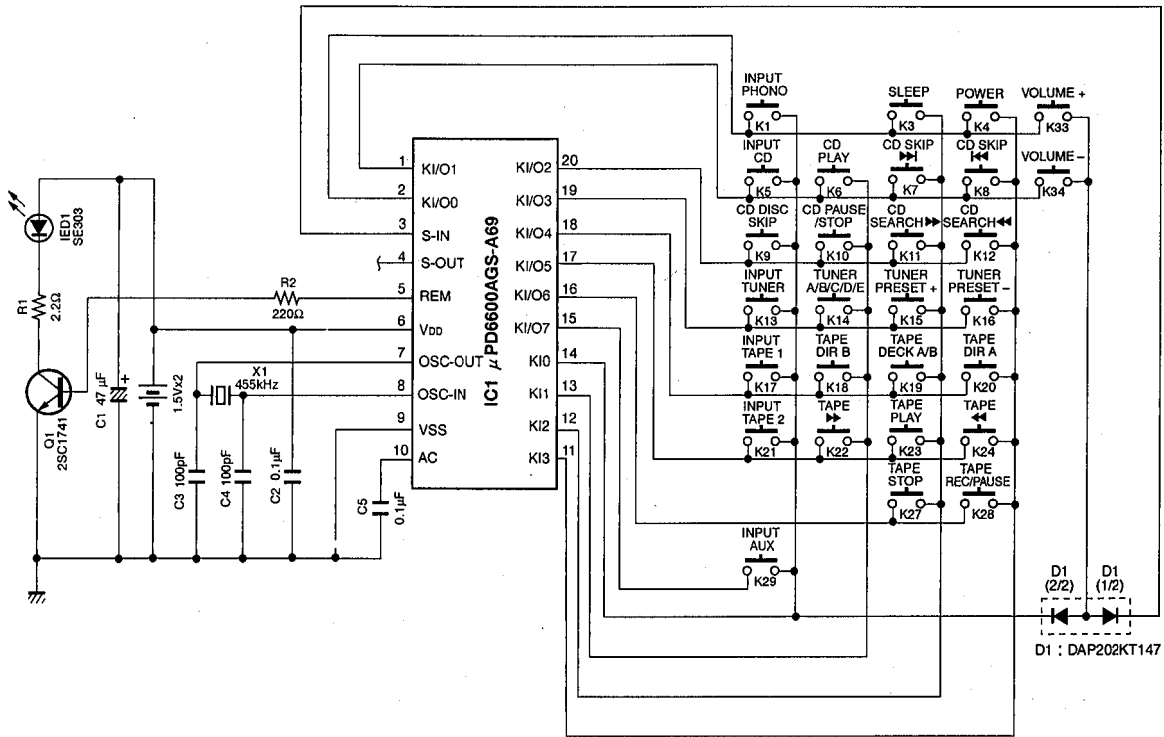 INPUT
PHONO
SLEEP
POWER
VOLUME +
K1
K3
K4
K33
INPUT
CD
CD
PLAY
CD SKIP
▶▶|
CD SKIP
|◀◀
VOLUME −
K5
K6
K7
K8
K34
CD DISC
SKIP
CD PAUSE
/STOP
CD
SEARCH ▶▶
CD
SEARCH ◀◀
K9
K10
K11
K12
INPUT
TUNER
TUNER
A/B/C/D/E
TUNER
PRESET +
TUNER
PRESET −
K13
K14
K15
K16
INPUT
TAPE 1
TAPE
DIR B
TAPE
DECK A/B
TAPE
DIR A
K17
K18
K19
K20
INPUT
TAPE 2
TAPE
▶▶
TAPE
PLAY
TAPE
◀◀
K21
K22
K23
K24
TAPE
STOP
TAPE
REC/PAUSE
K27
K28
INPUT
AUX
K29
1 KI/O1
2 KI/O0
3 S-IN
4 S-OUT
5 REM
6 VDD
7 OSC-OUT
8 OSC-IN
9 VSS
10 AC
IC1 μPD6600AGS-A69
KI/O2 20
KI/O3 19
KI/O4 18
KI/O5 17
KI/O6 16
KI/O7 15
KI0 14
KI1 13
KI2 12
KI3 11
IED1
SE303
R1
2.2Ω
R2
220Ω
Q1
2SC1741
C1 47 μF
+
1.5Vx2
X1
455kHz
C3 100pF
C4 100pF
C2 0.1μF
C5
0.1μF
D1
(2/2)
D1
(1/2)
D1 : DAP202KT147